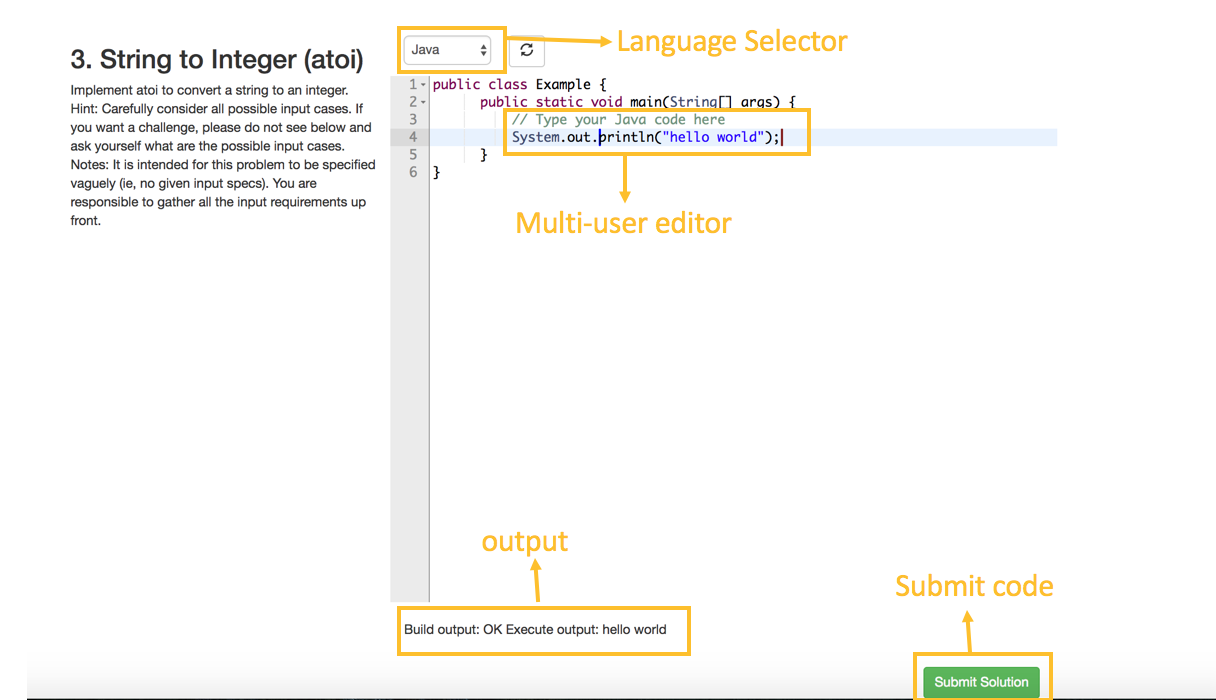 3. String to Integer (atoi)
Implement atoi to convert a string to an integer.
Hint: Carefully consider all possible input cases. If
you want a challenge, please do not see below and
ask yourself what are the possible input cases.
Notes: It is intended for this problem to be specified
vaguely (ie, no given input specs). You are
responsible to gather all the input requirements up
front.
Java
Language Selector
1 public class Example {
2 public static void main(String[] args) {
3 // Type your Java code here
4 System.out.println("hello world");
5 }
6 }
Multi-user editor
output
Build output: OK Execute output: hello world
Submit code
Submit Solution